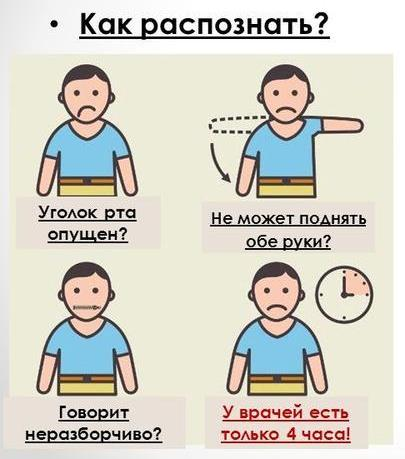 • Как распознать?
Уголок рта
опущен?
Не может поднять
обе руки?
Говорит
неразборчиво?
У врачей есть
только 4 часа!